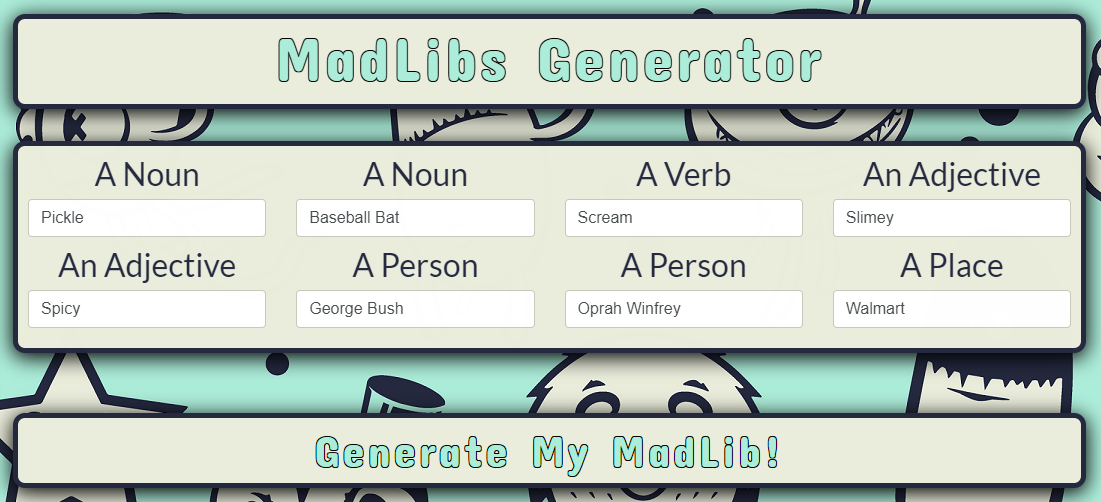 MadLibs Generator
A Noun A Noun A Verb An Adjective
Pickle Baseball Bat Scream Slimey
An Adjective A Person A Person A Place
Spicy George Bush Oprah Winfrey Walmart
Generate My MadLib!